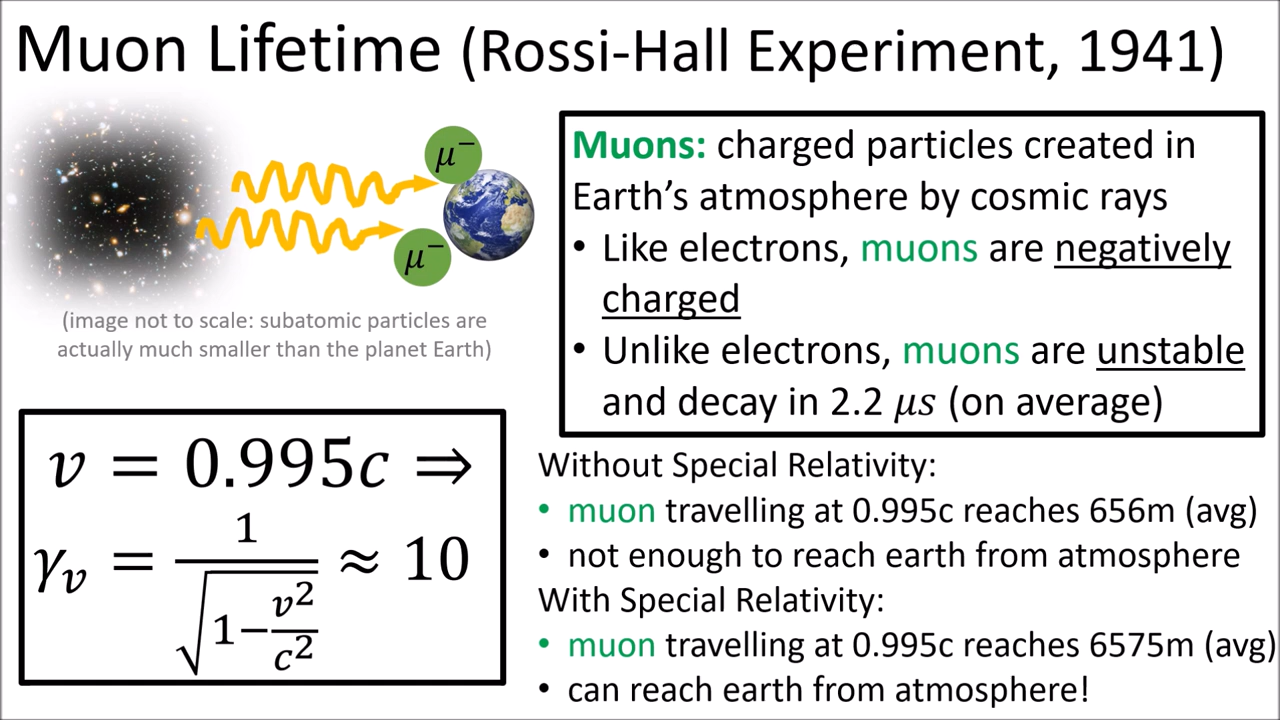 Muon Lifetime (Rossi-Hall Experiment, 1941)
μ⁻
μ⁻
(image not to scale: subatomic particles are
actually much smaller than the planet Earth)
Muons: charged particles created in
Earth's atmosphere by cosmic rays
• Like electrons, muons are negatively
charged
• Unlike electrons, muons are unstable
and decay in 2.2 μs (on average)
v = 0.995c ⇒
γᵥ = 1/√(1−v²/c²) ≈ 10
Without Special Relativity:
• muon travelling at 0.995c reaches 656m (avg)
• not enough to reach earth from atmosphere
With Special Relativity:
• muon travelling at 0.995c reaches 6575m (avg)
• can reach earth from atmosphere!